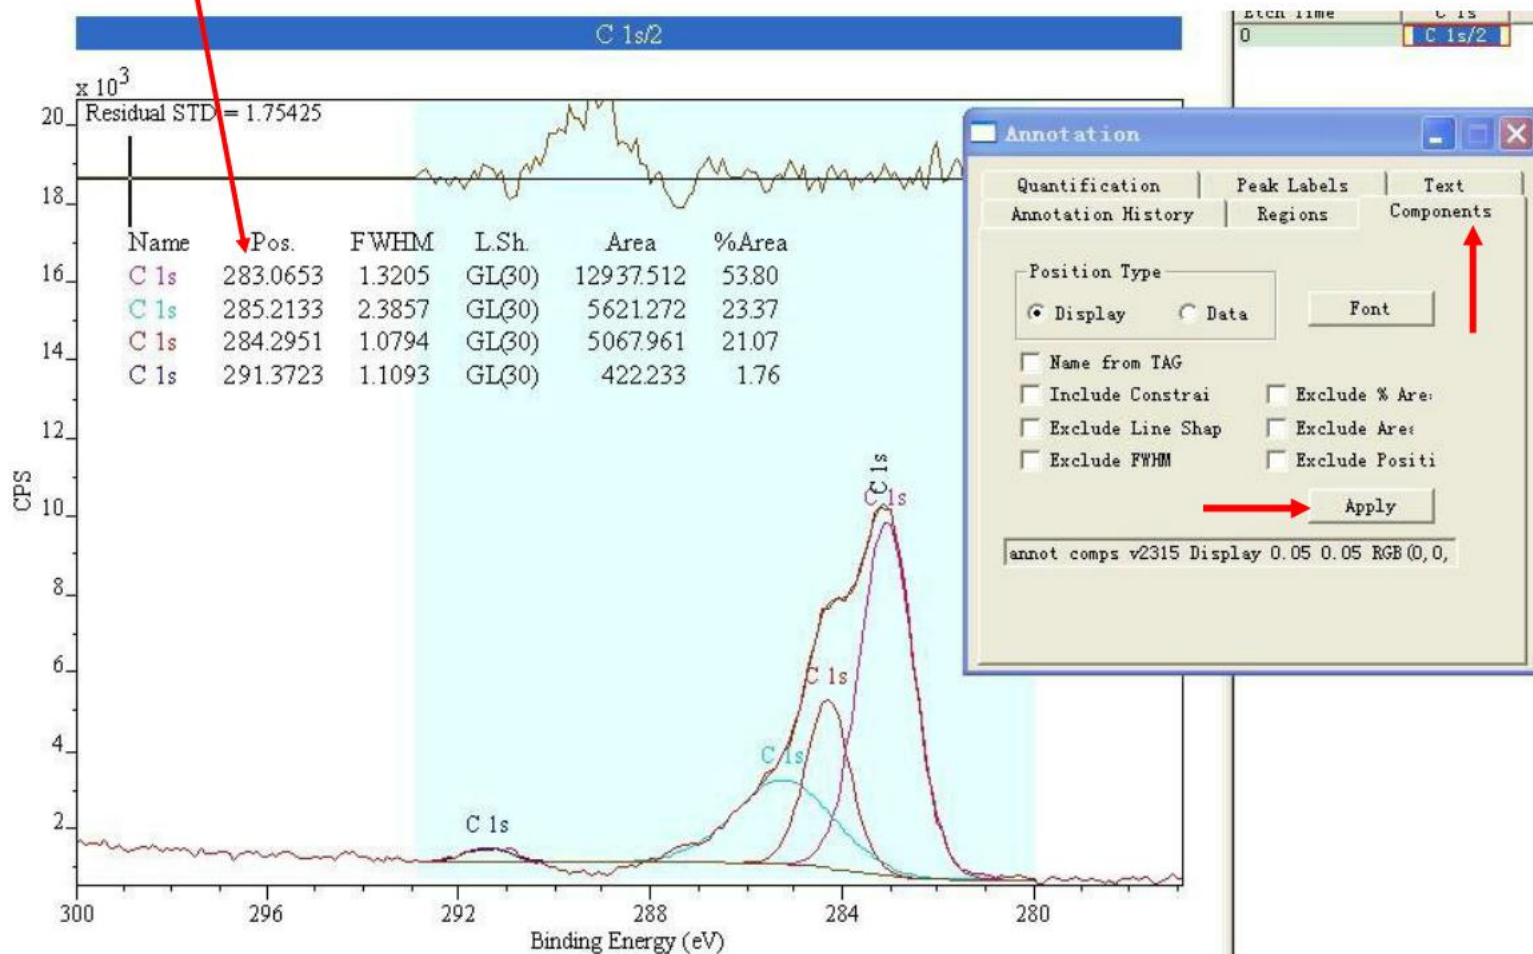 C 1s/2
Etch Time C 1s
0 C 1s/2
x 10³
Residual STD = 1.75425
20
18
16
14
12
10
8
6
4
2
CPS
Name Pos. FWHM L.Sh. Area %Area
C 1s 283.0653 1.3205 GL(30) 12937.512 53.80
C 1s 285.2133 2.3857 GL(30) 5621.272 23.37
C 1s 284.2951 1.0794 GL(30) 5067.961 21.07
C 1s 291.3723 1.1093 GL(30) 422.233 1.76
C 1s
C 1s
C 1s
C 1s
C 1s
300 296 292 288 284 280
Binding Energy (eV)
Annotation
Quantification Peak Labels Text
Annotation History Regions Components
Position Type
Display Data
Font
Name from TAG
Include Constrai Exclude % Are
Exclude Line Shap Exclude Are
Exclude FWHM Exclude Positi
Apply
annot comps v2315 Display 0.05 0.05 RGB(0,0,